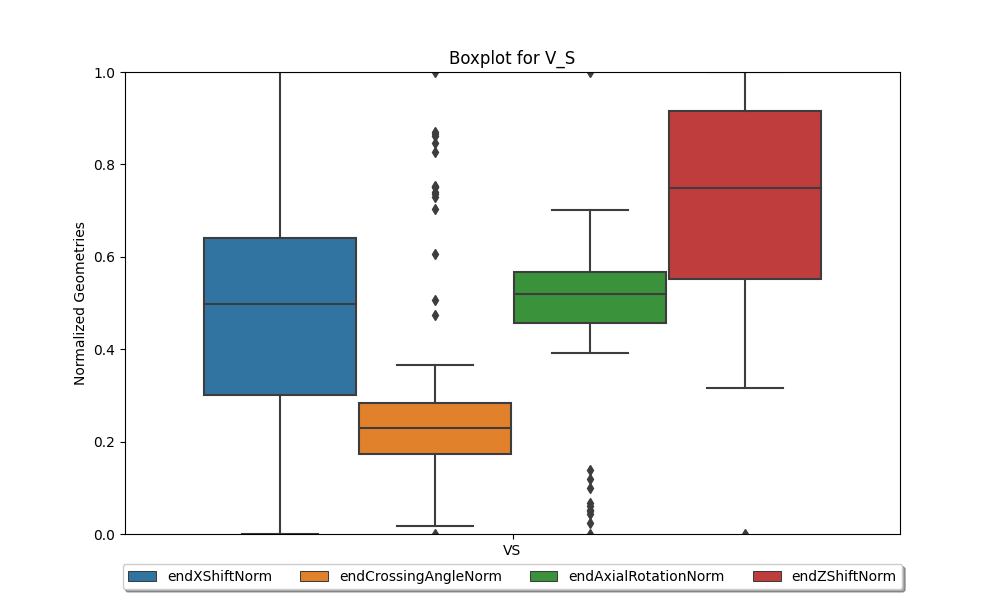 Boxplot for V_S
1.0
0.8
0.6
0.4
0.2
0.0
Normalized Geometries
VS
endXShiftNorm endCrossingAngleNorm endAxialRotationNorm endZShiftNorm